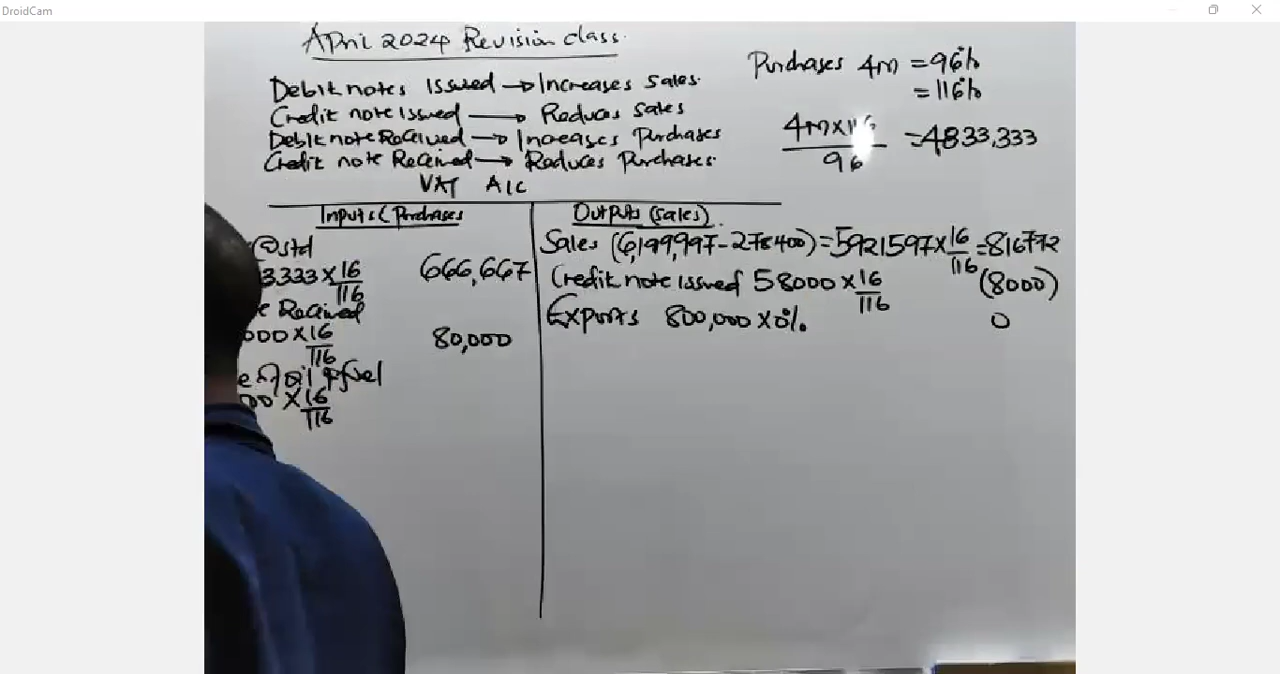 DroidCam
April 2024 Revision class.
Debit notes Issued → Increases Sales.
Credit note Issued → Reduces Sales
Debit note Received → Increases Purchases
Credit note Received → Reduces Purchases.
Purchases 4m = 96%
= 116%
4m x 116 / 96 = 4833,333
VAT A/C
Inputs (Purchases
@std
3333 x 16/116 666,667
Received
000 x 16/116 80,000
oil & fuel
00 x 16/116
Outputs (Sales)
Sales (6,199,997 - 278400) = 5921597 x 16/116 = 816772
Credit note issued 58000 x 16/116 (8000)
Exports 800,000 x 0%. 0